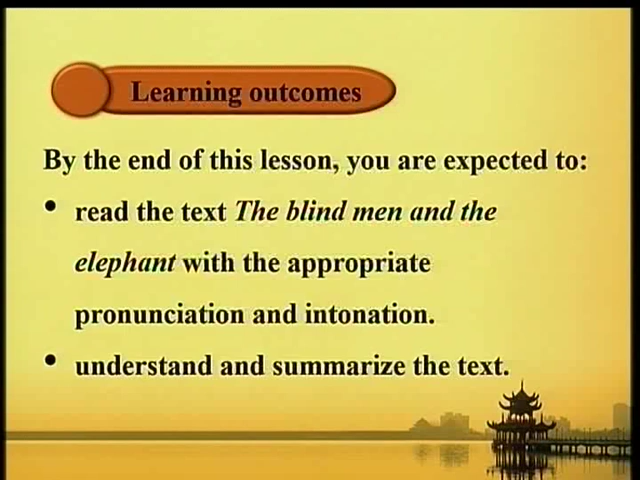 Learning outcomes
By the end of this lesson, you are expected to:
• read the text The blind men and the
elephant with the appropriate
pronunciation and intonation.
• understand and summarize the text.